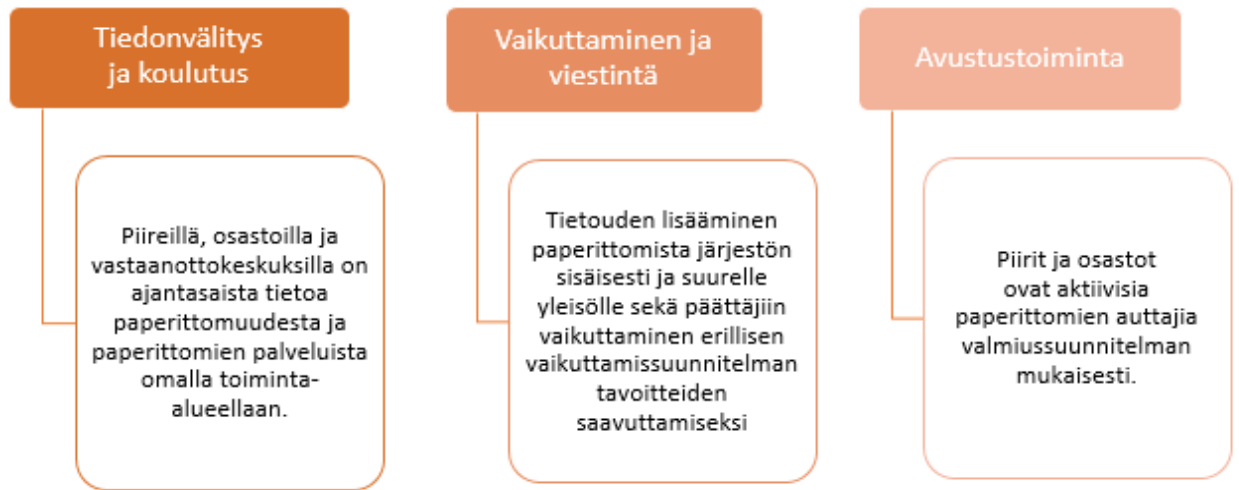 Tiedonvälitys
ja koulutus
Piireillä, osastoilla ja
vastaanottokeskuksilla on
ajantasaista tietoa
paperittomuudesta ja
paperittomien palveluista
omalla toiminta-
alueellaan.
Vaikuttaminen ja
viestintä
Tietouden lisääminen
paperittomista järjestön
sisäisesti ja suurelle
yleisölle sekä päättäjiin
vaikuttaminen erillisen
vaikuttamissuunnitelman
tavoitteiden
saavuttamiseksi
Avustustoiminta
Piirit ja osastot
ovat aktiivisia
paperittomien auttajia
valmiussuunnitelman
mukaisesti.